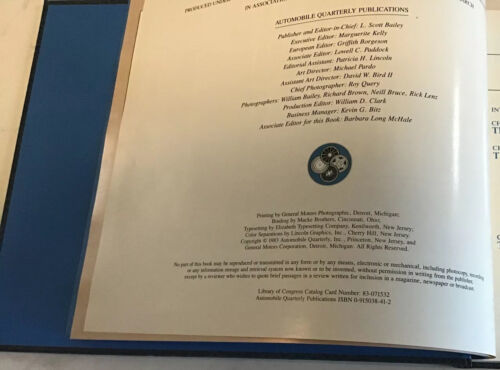 PRODUCED UNDER
IN ASSOCIATION
AUTOMOBILE QUARTERLY PUBLICATIONS
Publisher and Editor-in-Chief: L. Scott Bailey
Executive Editor: Marguerite Kelly
European Editor: Griffith Borgeson
Associate Editor: Lowell C. Paddock
Editorial Assistant: Patricia H. Lincoln
Art Director: Michael Pardo
Assistant Art Director: David W. Bird II
Chief Photographer: Roy Query
Photographers: William Bailey, Richard Brown, Neill Bruce, Rick Lenz
Production Editor: William D. Clark
Business Manager: Kevin G. Bitz
Associate Editor for this Book: Barbara Long McHale
Printing by General Motors Photographic, Detroit, Michigan;
Binding by Macke Brothers, Cincinnati, Ohio;
Typesetting by Elizabeth Typesetting Company, Kenilworth, New Jersey;
Color Separations by Lincoln Graphics, Inc., Cherry Hill, New Jersey.
Copyright © 1983 Automobile Quarterly, Inc., Princeton, New Jersey, and
General Motors Corporation, Detroit, Michigan. All Rights Reserved.
No part of this book may be reproduced or transmitted in any form or by any means, electronic or mechanical, including photocopy, recording,
or any information storage and retrieval system now known or to be invented, without permission in writing from the publisher,
except by a reviewer who wishes to quote brief passages in a review written for inclusion in a magazine, newspaper or broadcast.
Library of Congress Catalog Card Number: 83-071532
Automobile Quarterly Publications ISBN 0-915038-41-2
IN
CH
T
CH
T